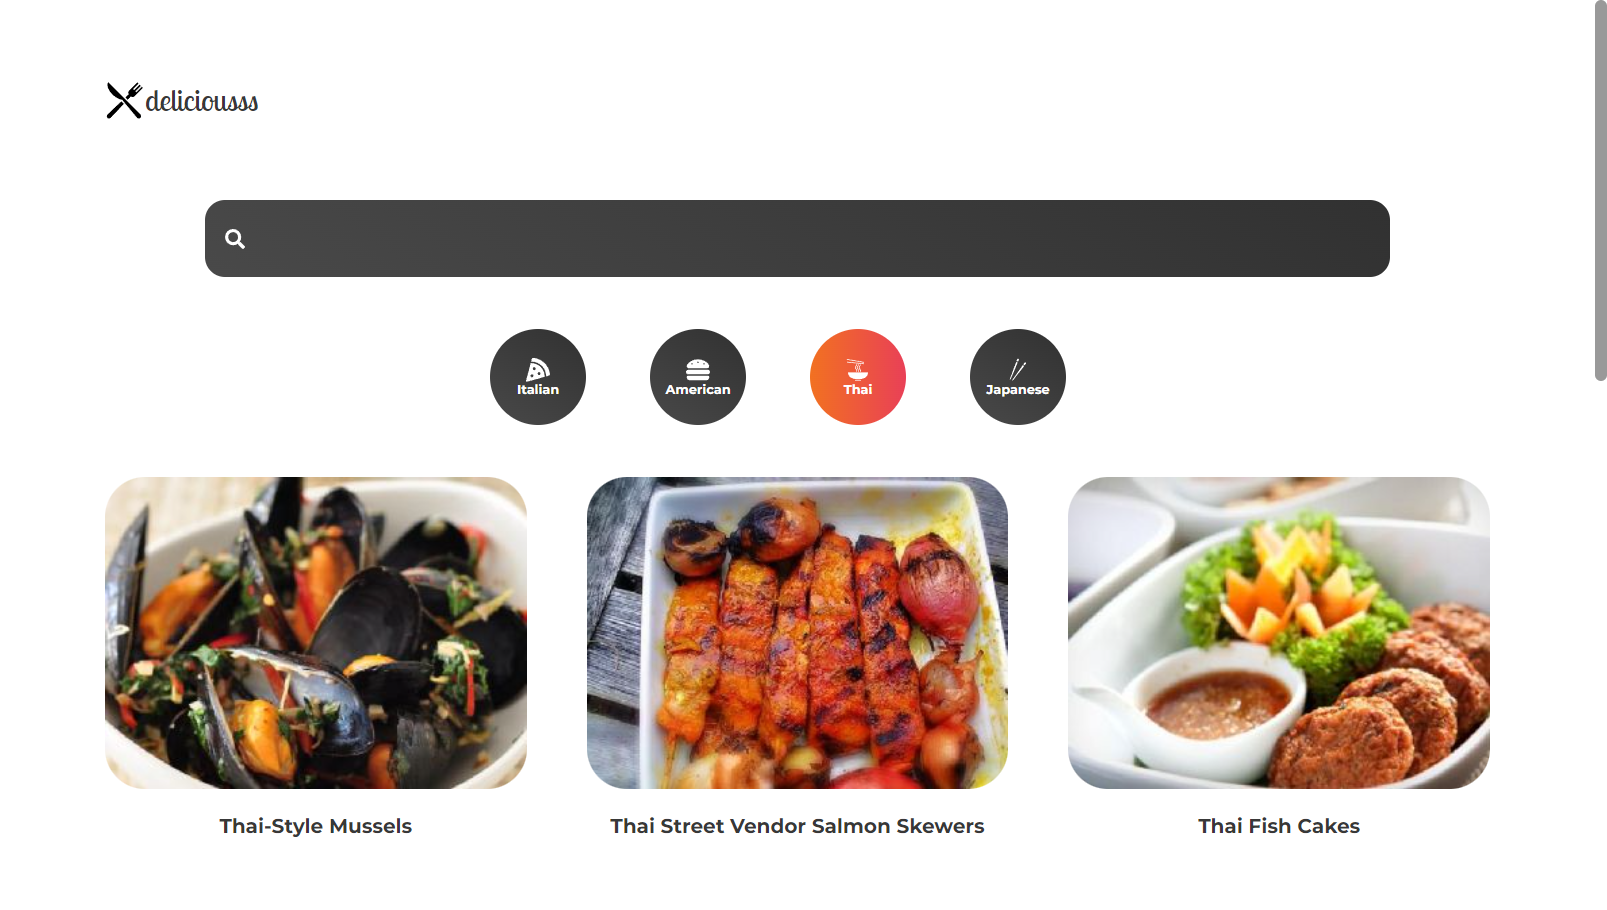 deliciousss
Italian
American
Thai
Japanese
Thai-Style Mussels
Thai Street Vendor Salmon Skewers
Thai Fish Cakes